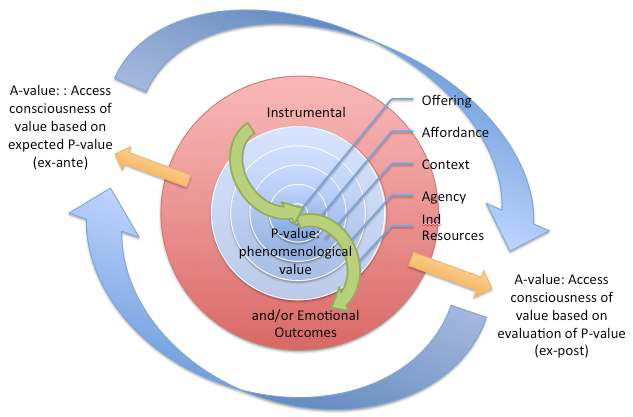 A-value: : Access
consciousness of
value based on
expected P-value
(ex-ante)
Instrumental
Offering
Affordance
Context
Agency
Ind
Resources
P-value:
phenomenological
value
and/or Emotional
Outcomes
A-value: Access
consciousness of
value based on
evaluation of P-value
(ex-post)